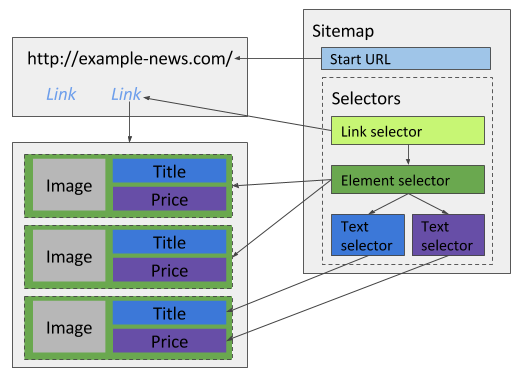 http://example-news.com/
Link
Link
Image
Title
Price
Image
Title
Price
Image
Title
Price
Sitemap
Start URL
Selectors
Link selector
Element selector
Text
selector
Text
selector